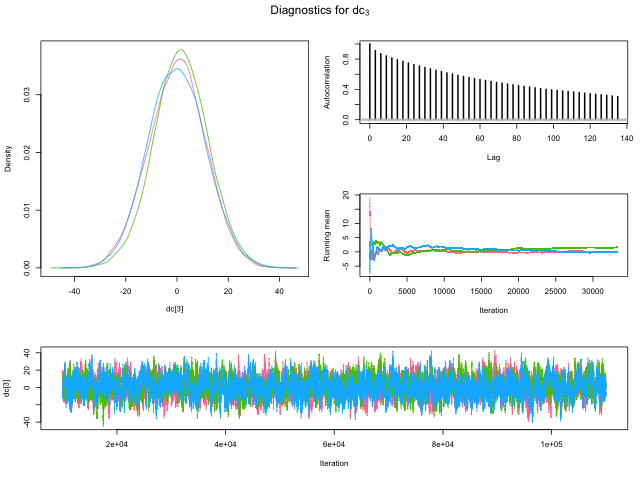 Diagnostics for dc3
Density
0.00 0.01 0.02 0.03
-40 -20 0 20 40
dc[3]
Autocorrelation
0.0 0.4 0.8
0 20 40 60 80 100 120 140
Lag
Running mean
-5 5 10 20
0 5000 10000 15000 20000 25000 30000
Iteration
dc[3]
-40 0 20 40
2e+04 4e+04 6e+04 8e+04 1e+05
Iteration